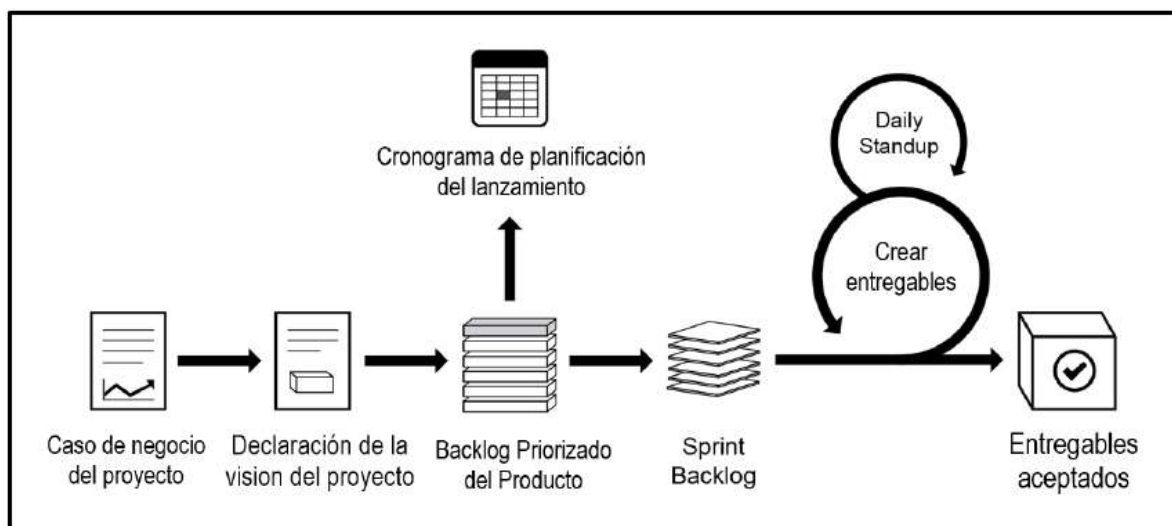 Cronograma de planificación
del lanzamiento
Daily
Standup
Crear
entregables
Caso de negocio
del proyecto
Declaración de la
vision del proyecto
Backlog Priorizado
del Producto
Sprint
Backlog
Entregables
aceptados